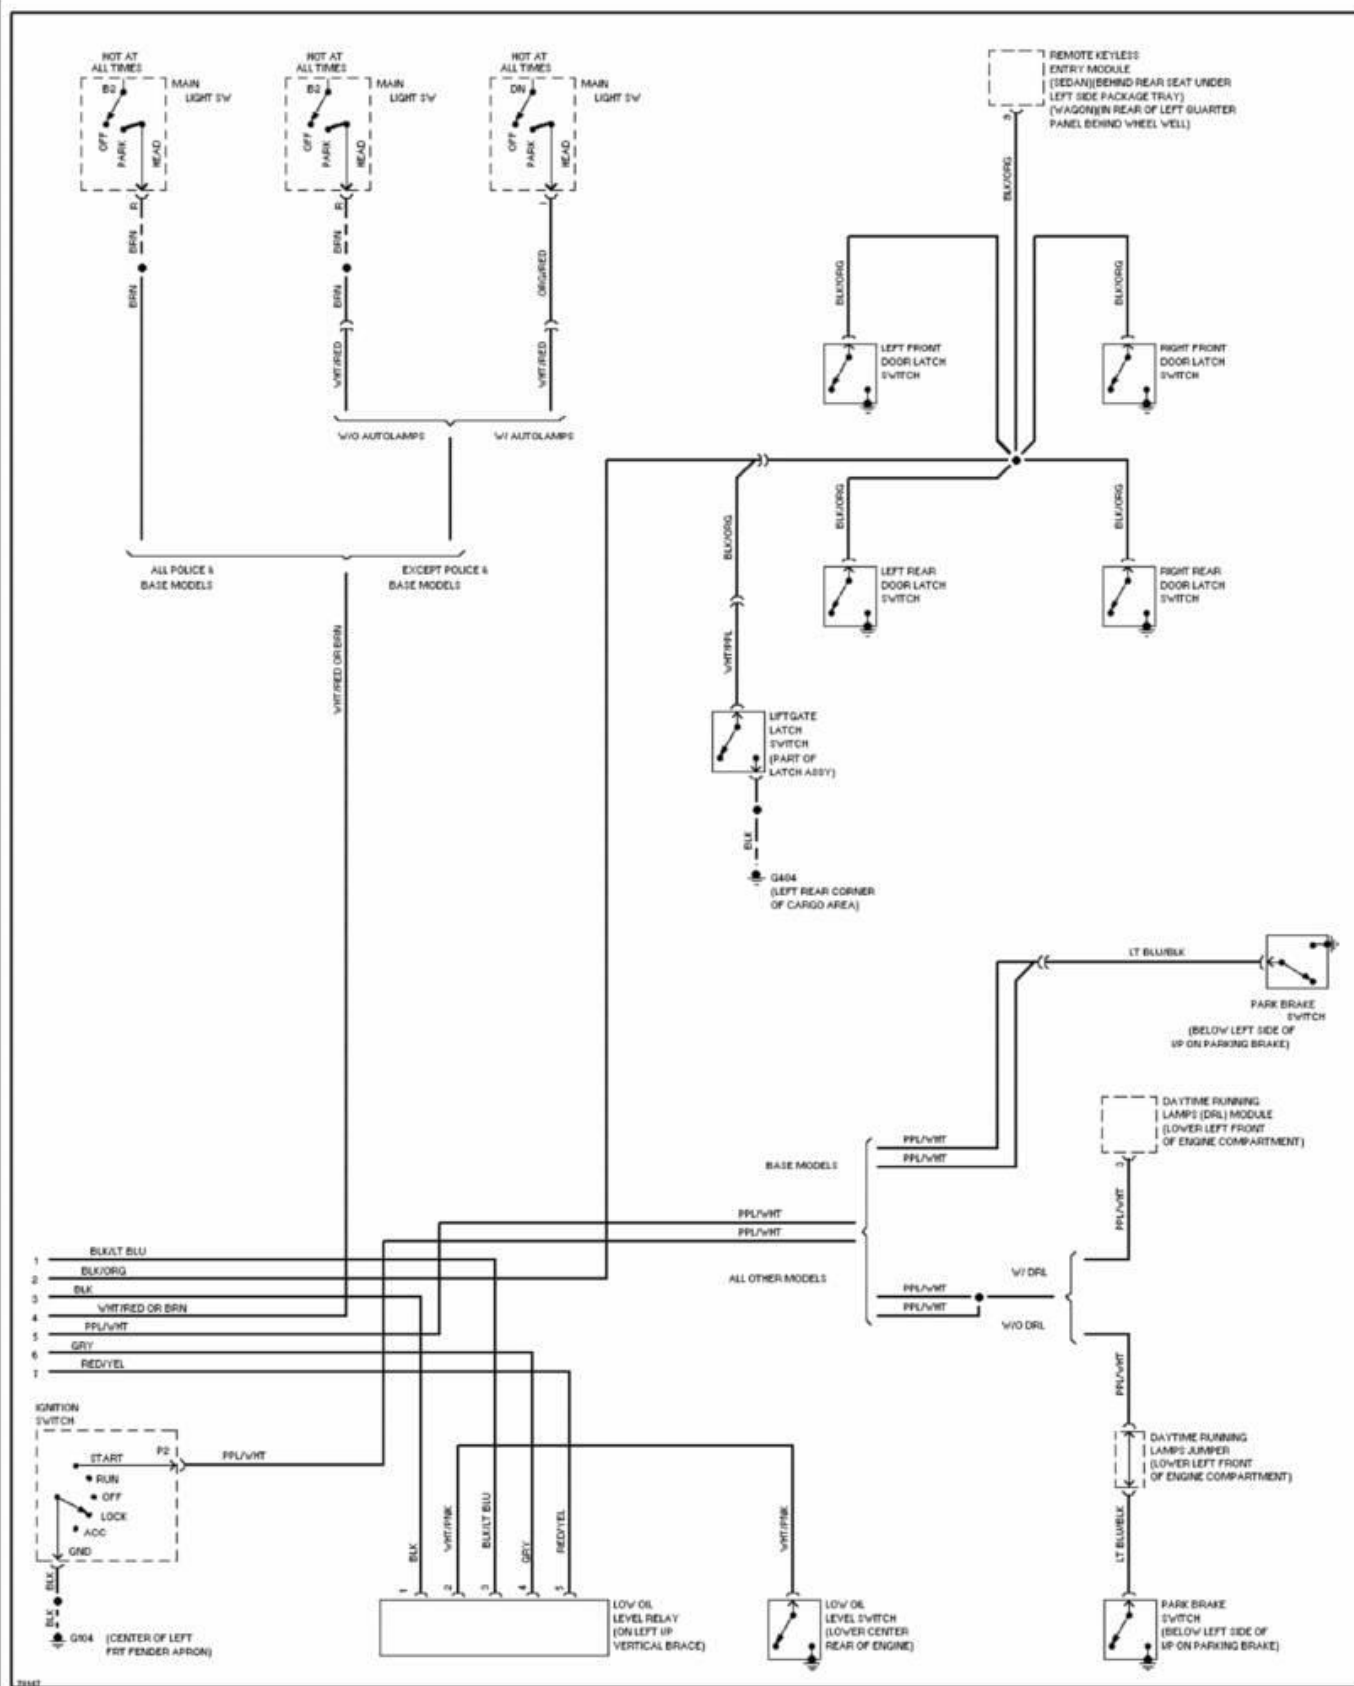 HOT AT
ALL TIMES
MAIN
LIGHT SW
B2
OFF
PARK
HEAD
R
BRN
BRN
HOT AT
ALL TIMES
MAIN
LIGHT SW
B2
OFF
PARK
HEAD
R
BRN
BRN
WHT/RED
HOT AT
ALL TIMES
MAIN
LIGHT SW
DN
OFF
PARK
HEAD
I
ORG/RED
WHT/RED
W/O AUTOLAMPS
W/ AUTOLAMPS
ALL POLICE &
BASE MODELS
EXCEPT POLICE &
BASE MODELS
WHT/RED OR BRN
REMOTE KEYLESS
ENTRY MODULE
(SEDAN)(BEHIND REAR SEAT UNDER
LEFT SIDE PACKAGE TRAY)
(WAGON)(IN REAR OF LEFT QUARTER
PANEL BEHIND WHEEL WELL)
BLK/ORG
BLK/ORG
LEFT FRONT
DOOR LATCH
SWITCH
BLK/ORG
RIGHT FRONT
DOOR LATCH
SWITCH
BLK/ORG
LEFT REAR
DOOR LATCH
SWITCH
BLK/ORG
RIGHT REAR
DOOR LATCH
SWITCH
BLK/ORG
WHT/PPL
LIFTGATE
LATCH
SWITCH
(PART OF
LATCH ASSY)
BLK
G404
(LEFT REAR CORNER
OF CARGO AREA)
LT BLU/BLK
PARK BRAKE
SWITCH
(BELOW LEFT SIDE OF
I/P ON PARKING BRAKE)
DAYTIME RUNNING
LAMPS (DRL) MODULE
(LOWER LEFT FRONT
OF ENGINE COMPARTMENT)
3
PPL/WHT
BASE MODELS
PPL/WHT
PPL/WHT
PPL/WHT
PPL/WHT
ALL OTHER MODELS
PPL/WHT
PPL/WHT
W/ DRL
W/O DRL
PPL/WHT
DAYTIME RUNNING
LAMPS JUMPER
(LOWER LEFT FRONT
OF ENGINE COMPARTMENT)
LT BLU/BLK
PARK BRAKE
SWITCH
(BELOW LEFT SIDE OF
I/P ON PARKING BRAKE)
1 BLK/LT BLU
2 BLK/ORG
3 BLK
4 WHT/RED OR BRN
5 PPL/WHT
6 GRY
7 RED/YEL
IGNITION
SWITCH
START
P2
PPL/WHT
RUN
OFF
LOCK
ACC
GND
BLK
BLK
G104 (CENTER OF LEFT
FRT FENDER APRON)
BLK
WHT/PNK
BLK/LT BLU
GRY
RED/YEL
1 2 3 4 5
LOW OIL
LEVEL RELAY
(ON LEFT I/P
VERTICAL BRACE)
WHT/PNK
LOW OIL
LEVEL SWITCH
(LOWER CENTER
REAR OF ENGINE)